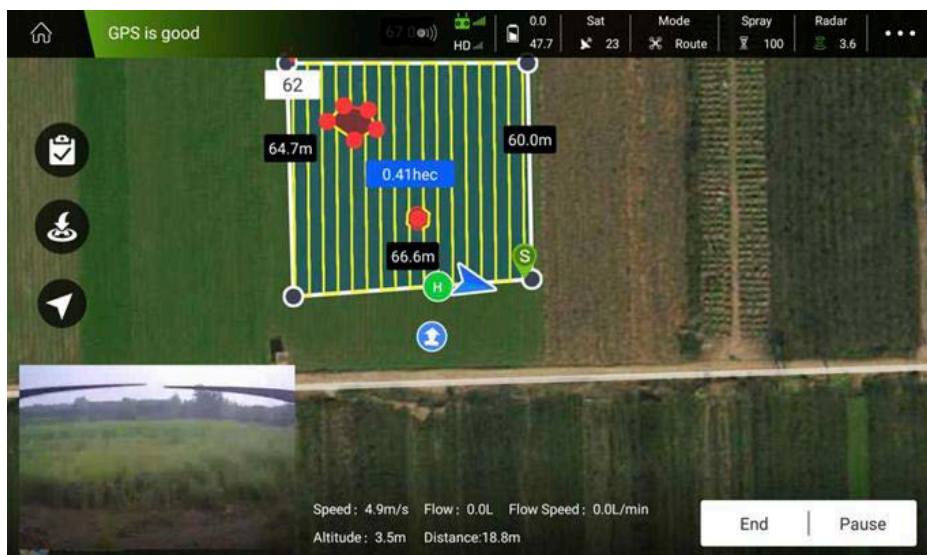 GPS is good
HD
0.0
47.7
Sat
23
Mode
Route
Spray
100
Radar
3.6
62
64.7m
60.0m
0.41hec
66.6m
S
H
Speed: 4.9m/s Flow: 0.0L Flow Speed: 0.0L/min
Altitude: 3.5m Distance:18.8m
End
Pause